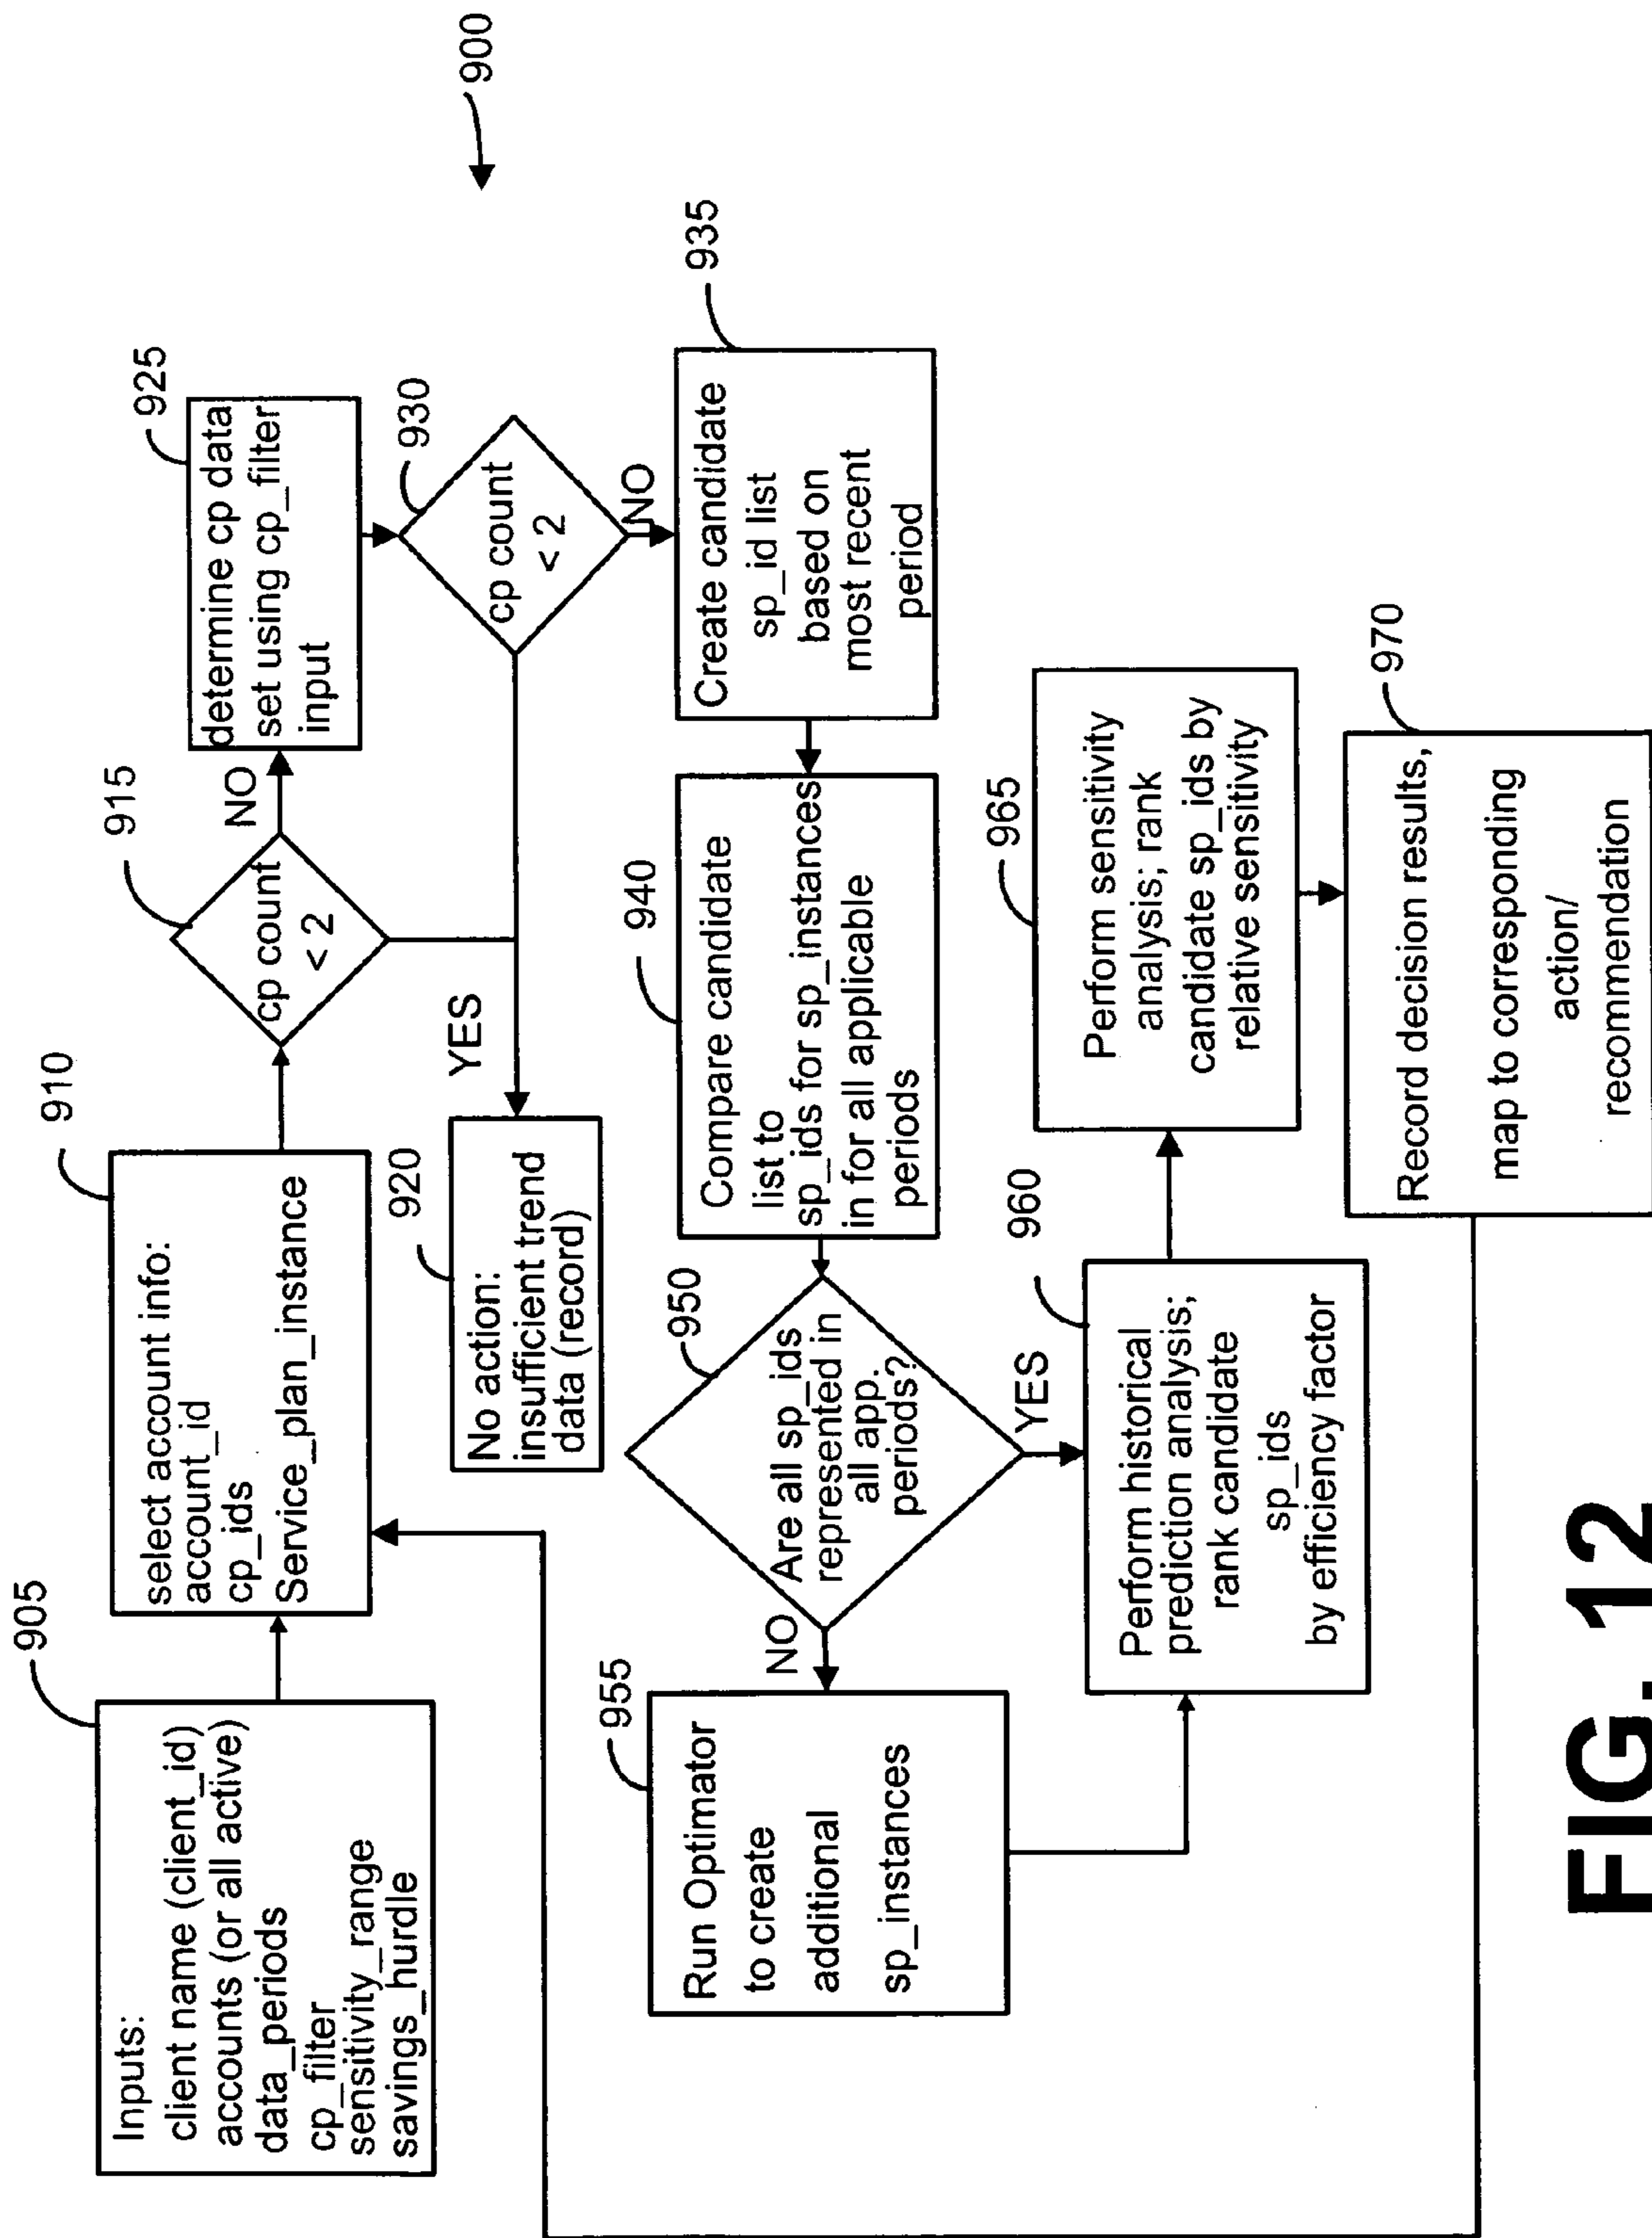 900
905
Inputs:
client name (client_id)
accounts (or all active)
data_periods
cp_filter
sensitivity_range
savings_hurdle
910
select account info:
account_id
cp_ids
Service_plan_instance
915
cp count
< 2
NO
YES
920
No action:
insufficient trend
data (record)
925
determine cp data
set using cp_filter
input
930
cp count
< 2
NO
935
Create candidate
sp_id list
based on
most recent
period
940
Compare candidate
list to
sp_ids for sp_instances
in for all applicable
periods
950
Are all sp_ids
represented in
all app.
periods?
NO
YES
955
Run Optimator
to create
additional
sp_instances
960
Perform historical
prediction analysis;
rank candidate
sp_ids
by efficiency factor
965
Perform sensitivity
analysis; rank
candidate sp_ids by
relative sensitivity
970
Record decision results,
map to corresponding
action/
recommendation
FIG. 12